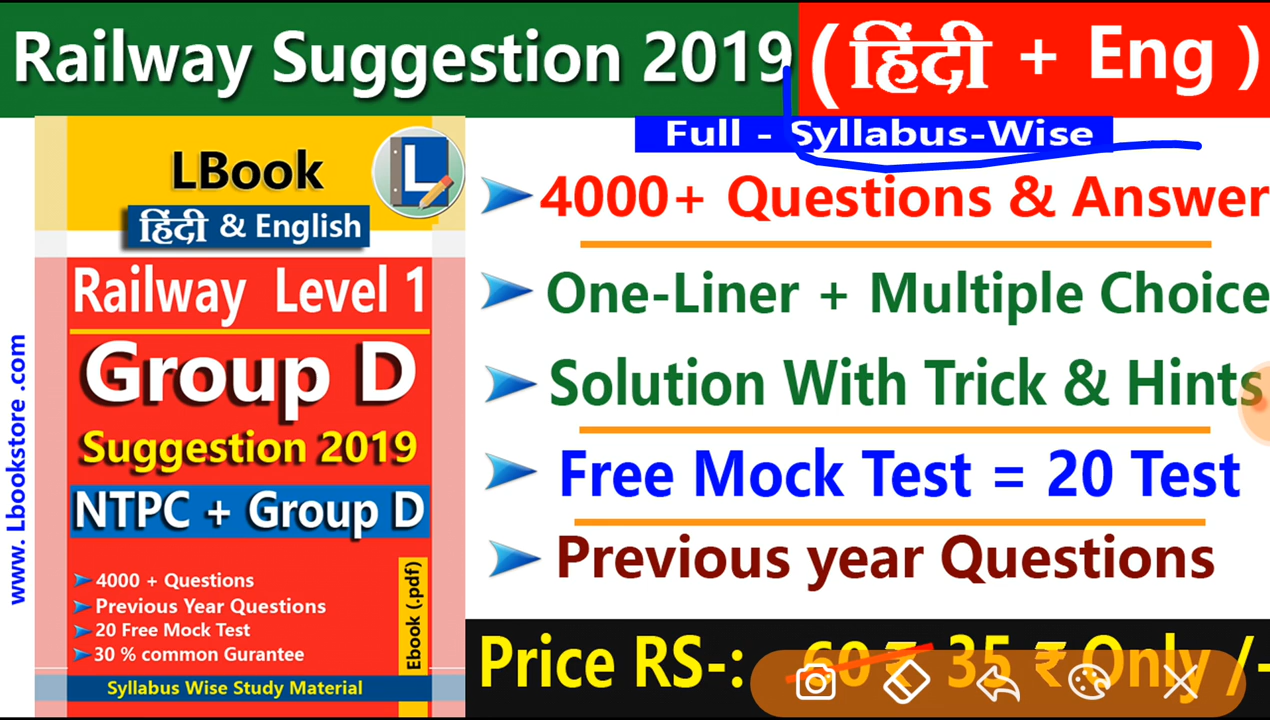 Railway Suggestion 2019 ( हिंदी + Eng )
Full - Syllabus-Wise
LBook
L
हिंदी & English
Railway Level 1
Group D
Suggestion 2019
NTPC + Group D
4000 + Questions
Previous Year Questions
20 Free Mock Test
30 % common Gurantee
Ebook (.pdf)
Syllabus Wise Study Material
www. Lbookstore .com
4000+ Questions & Answer
One-Liner + Multiple Choice
Solution With Trick & Hints
Free Mock Test = 20 Test
Previous year Questions
Price RS-: 60 ₹ 35 ₹ Only /-